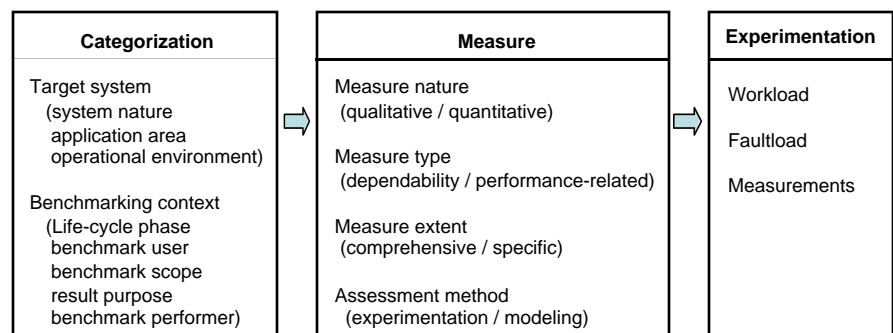 Categorization
Target system
(system nature
application area
operational environment)
Benchmarking context
(Life-cycle phase
benchmark user
benchmark scope
result purpose
benchmark performer)
Measure
Measure nature
(qualitative / quantitative)
Measure type
(dependability / performance-related)
Measure extent
(comprehensive / specific)
Assessment method
(experimentation / modeling)
Experimentation
Workload
Faultload
Measurements